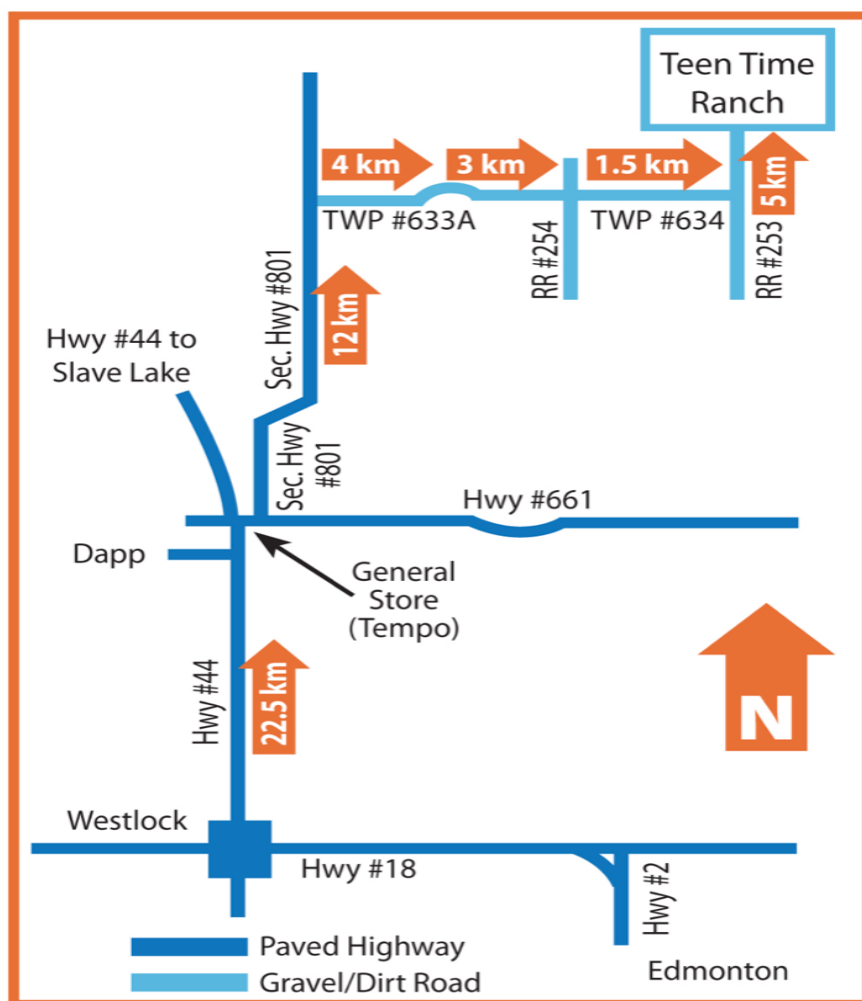 Teen Time
Ranch
4 km
3 km
1.5 km
5 km
TWP #633A
TWP #634
RR #254
RR #253
Sec. Hwy #801
12 km
Hwy #44 to
Slave Lake
Sec. Hwy
#801
Hwy #661
Dapp
General
Store
(Tempo)
Hwy #44
22.5 km
N
Westlock
Hwy #18
Hwy #2
Paved Highway
Edmonton
Gravel/Dirt Road